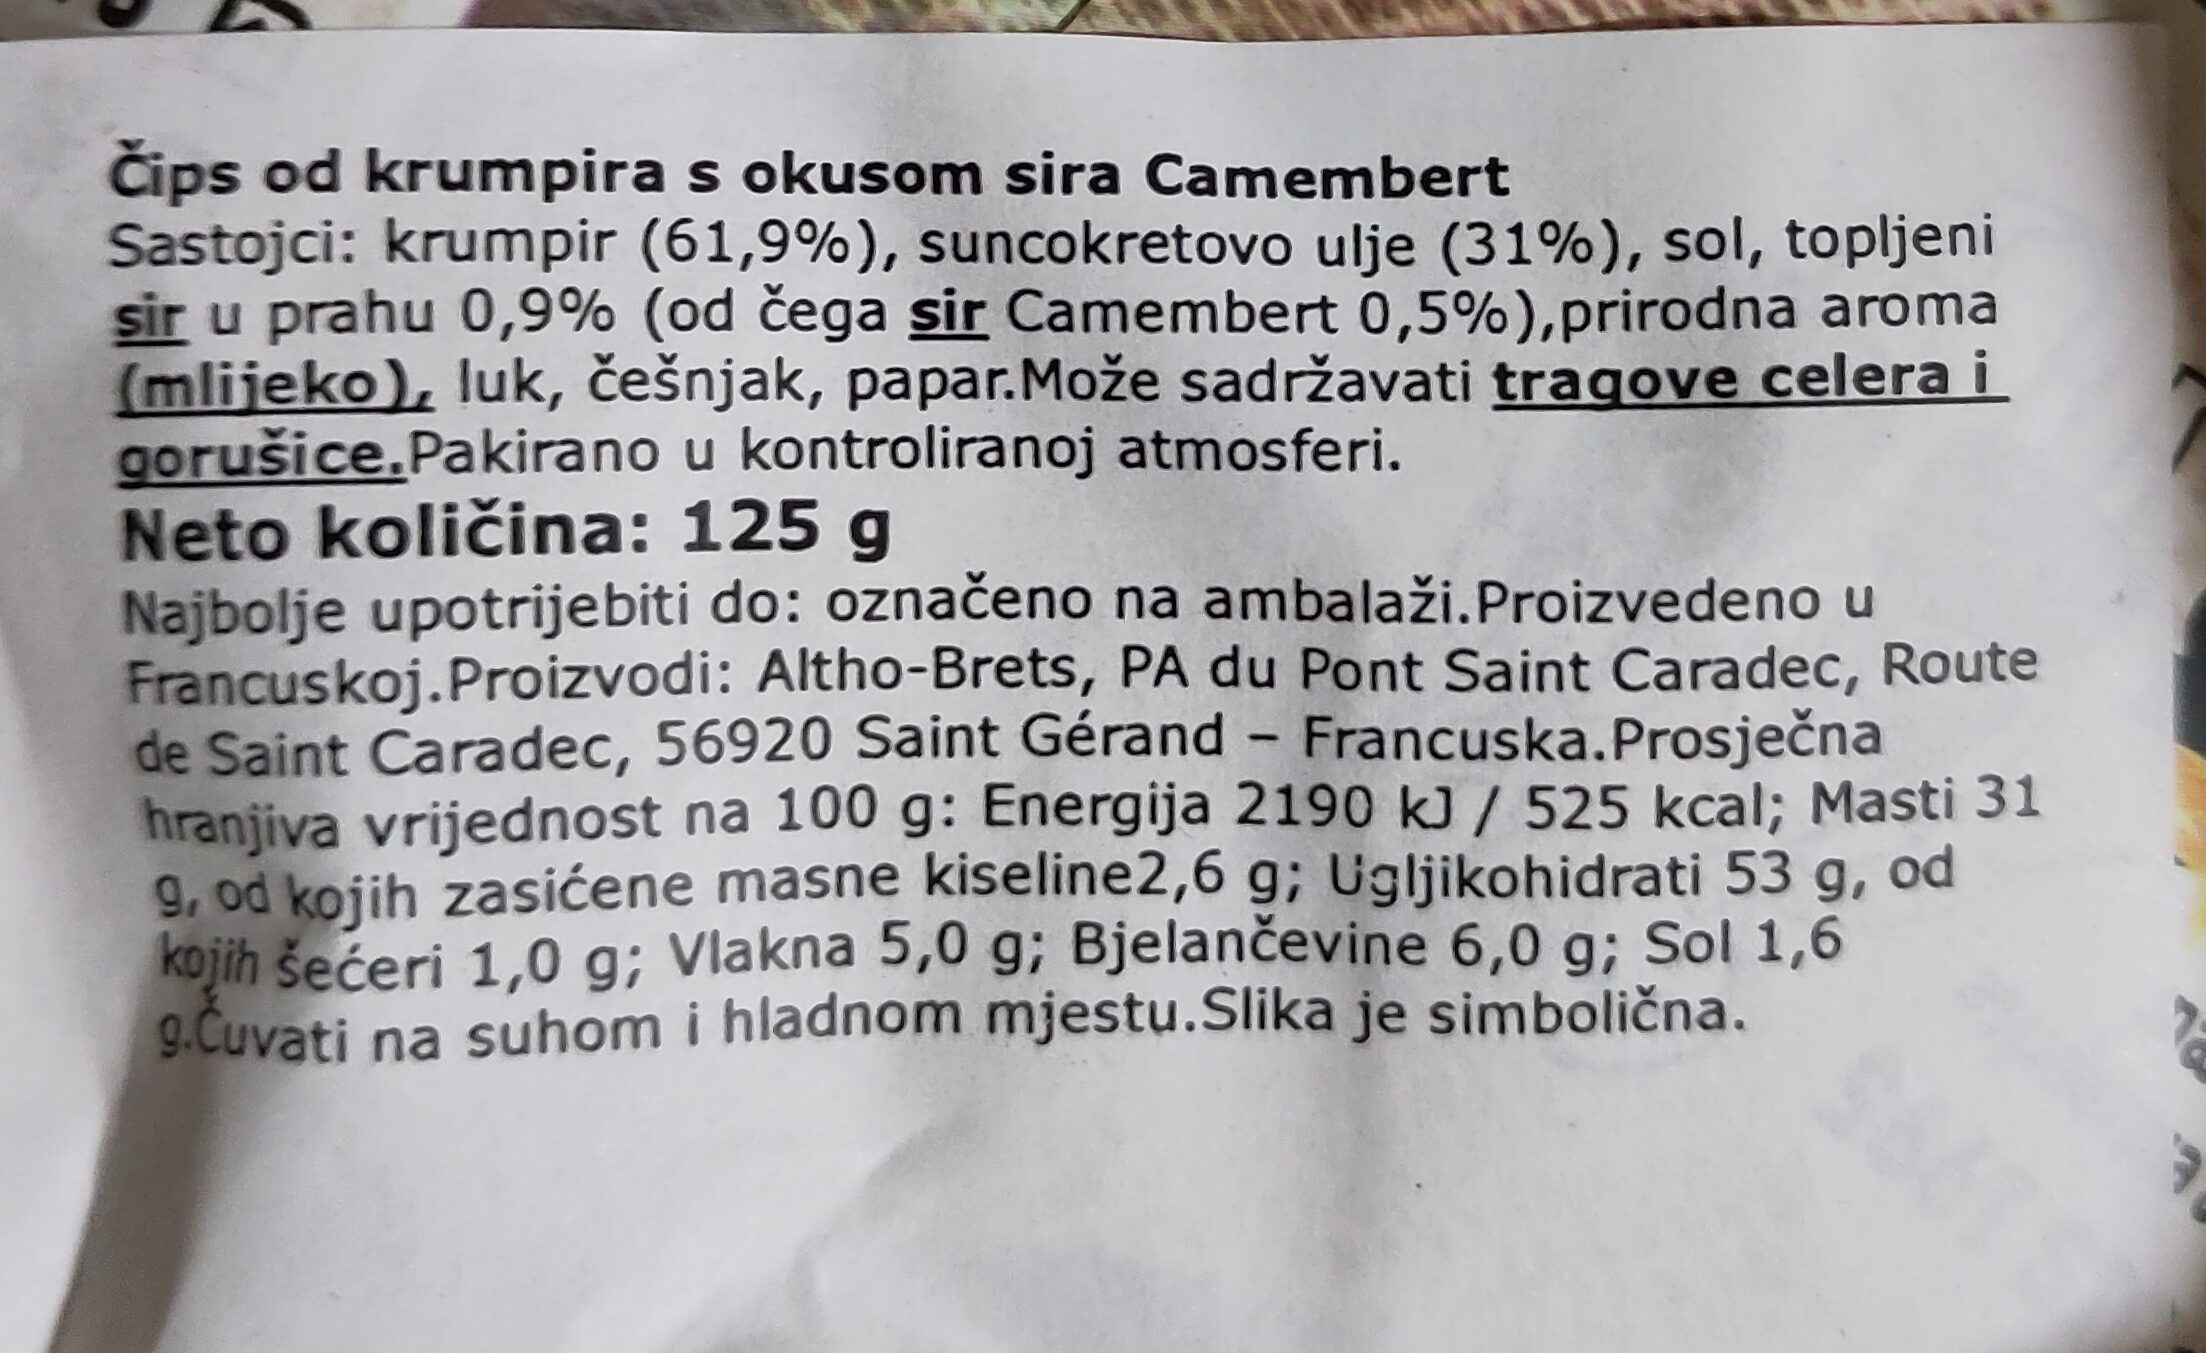 Čips od krumpira s okusom sira Camembert
Sastojci: krumpir (61,9%), suncokretovo ulje (31%), sol, topljeni
sir u prahu 0,9% (od čega sir Camembert 0,5%),prirodna aroma
(mlijeko), luk, češnjak, papar.Može sadržavati tragove celera i
gorušice.Pakirano u kontroliranoj atmosferi.
Neto količina: 125 g
Najbolje upotrijebiti do: označeno na ambalaži.Proizvedeno u
Francuskoj.Proizvodi: Altho-Brets, PA du Pont Saint Caradec, Route
de Saint Caradec, 56920 Saint Gérand – Francuska.Prosječna
hranjiva vrijednost na 100 g: Energija 2190 kJ / 525 kcal; Masti 31
g, od kojih zasićene masne kiseline2,6 g; Ugljikohidrati 53 g, od
kojih šećeri 1,0 g; Vlakna 5,0 g; Bjelančevine 6,0 g; Sol 1,6
g.Čuvati na suhom i hladnom mjestu.Slika je simbolična.